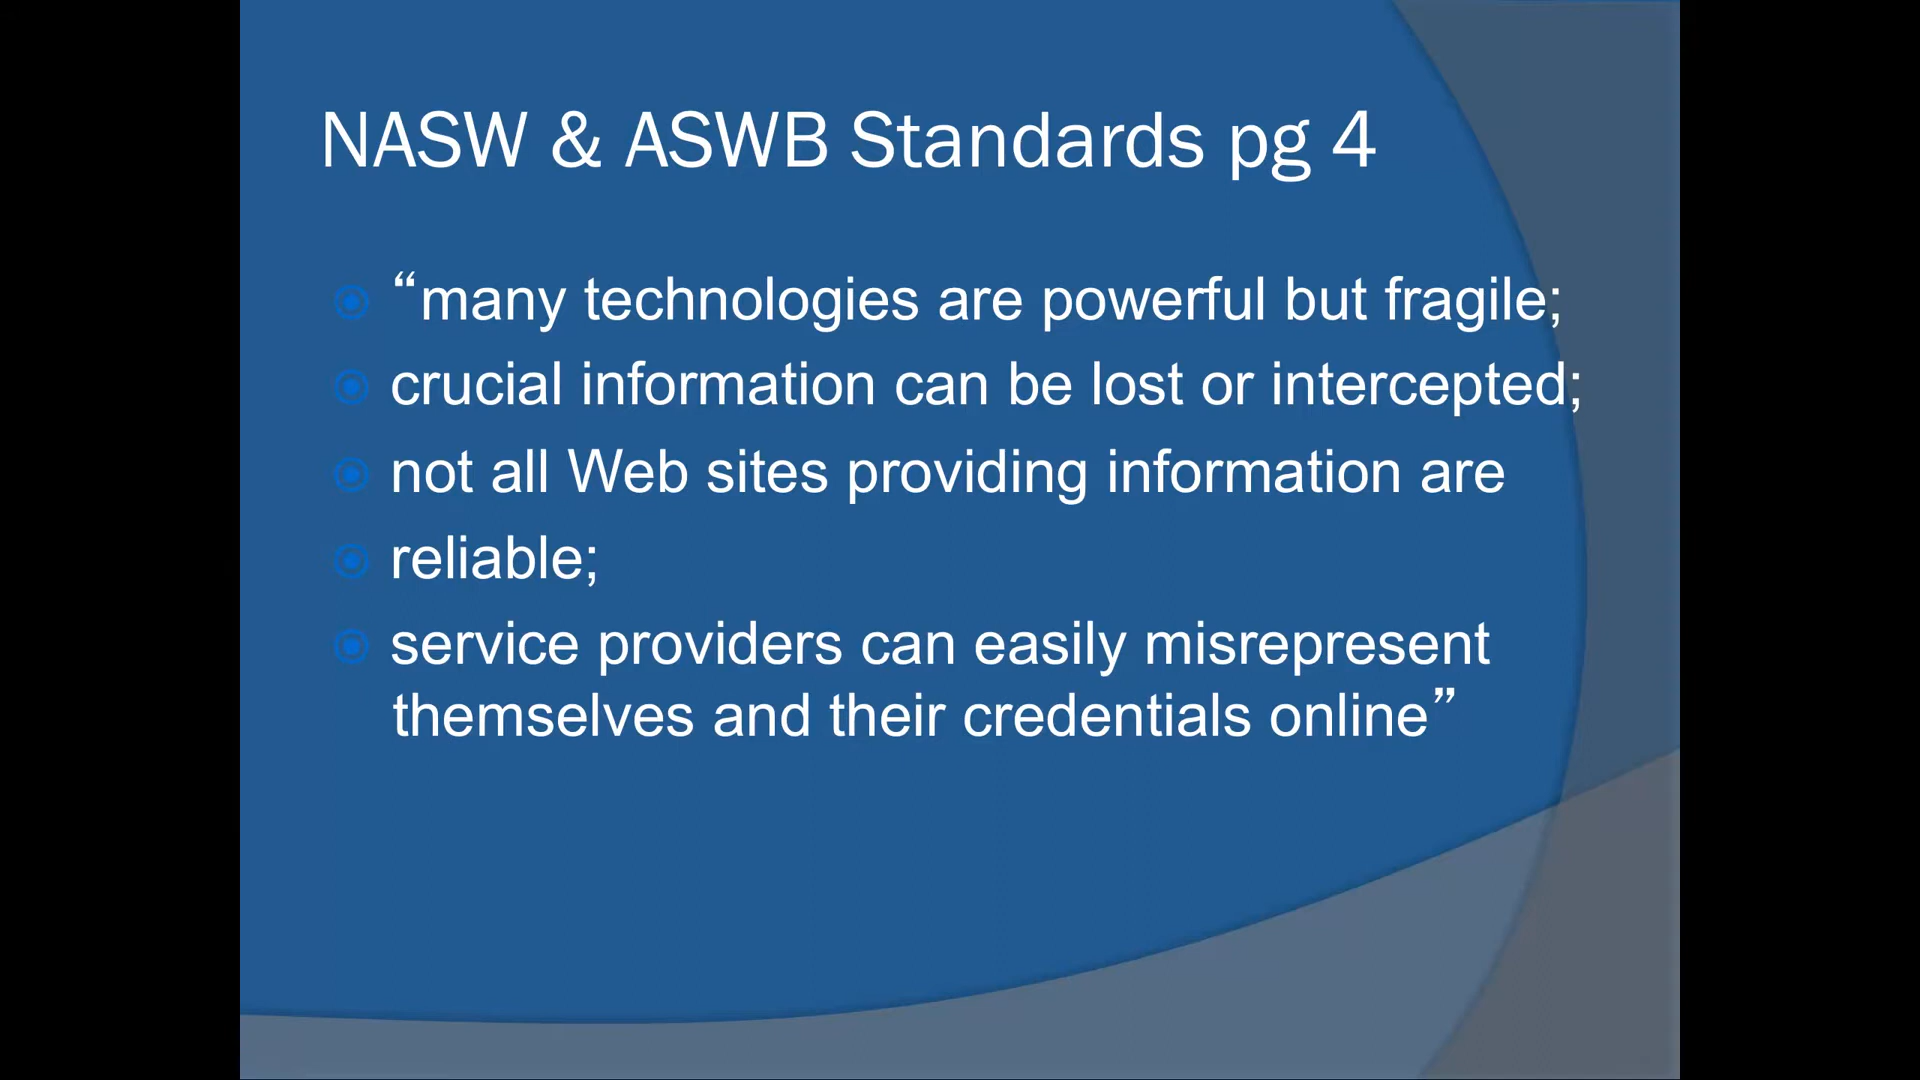 NASW & ASWB Standards pg 4
“many technologies are powerful but fragile;
crucial information can be lost or intercepted;
not all Web sites providing information are
reliable;
service providers can easily misrepresent
themselves and their credentials online”